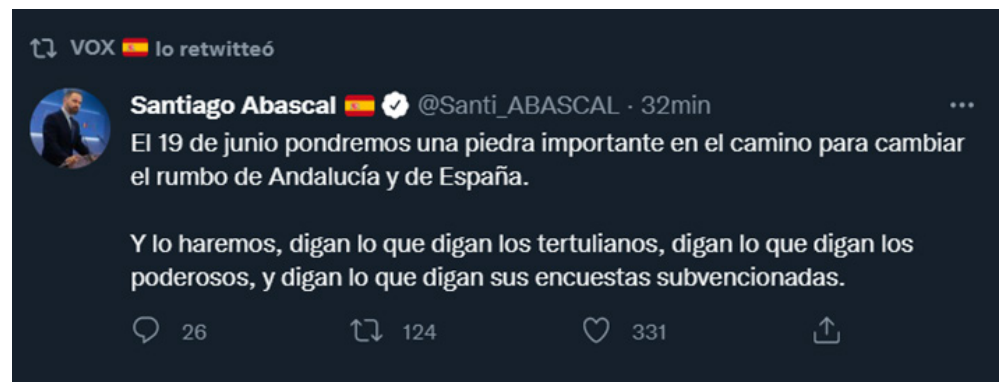 VOX 🇪🇸 lo retwitteó
Santiago Abascal 🇪🇸 @Santi_ABASCAL · 32min
El 19 de junio pondremos una piedra importante en el camino para cambiar
el rumbo de Andalucía y de España.
Y lo haremos, digan lo que digan los tertulianos, digan lo que digan los
poderosos, y digan lo que digan sus encuestas subvencionadas.
26 124 331